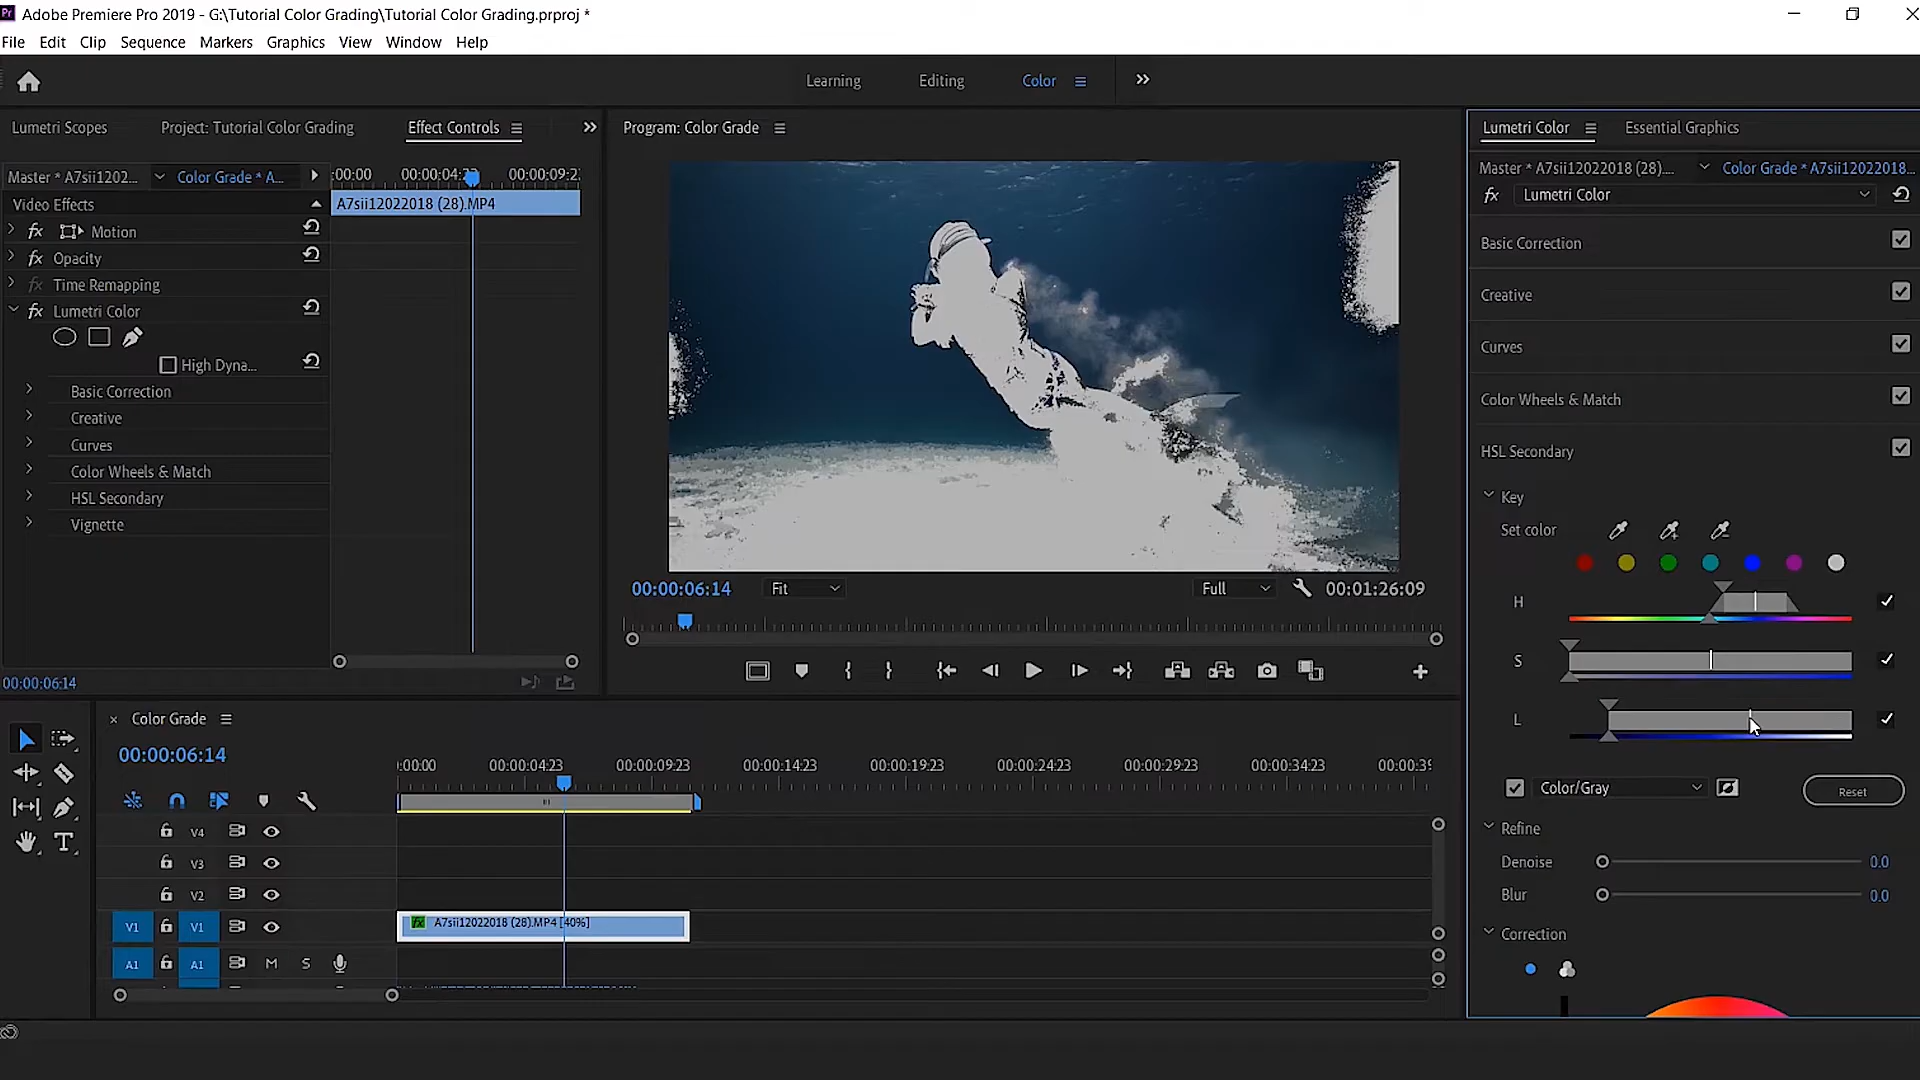 Adobe Premiere Pro 2019 - G:\Tutorial Color Grading\Tutorial Color Grading.prproj *
File Edit Clip Sequence Markers Graphics View Window Help
Learning Editing Color
Lumetri Scopes Project: Tutorial Color Grading Effect Controls
Master * A7sii1202... Color Grade * A...
:00:00 00:00:04:23 00:00:09:2
Video Effects
A7sii12022018 (28).MP4
fx Motion
fx Opacity
fx Time Remapping
fx Lumetri Color
High Dyna...
Basic Correction
Creative
Curves
Color Wheels & Match
HSL Secondary
Vignette
00:00:06:14
Program: Color Grade
00:00:06:14 Fit Full 00:01:26:09
Lumetri Color Essential Graphics
Master * A7sii12022018 (28).... Color Grade * A7sii12022018...
fx Lumetri Color
Basic Correction
Creative
Curves
Color Wheels & Match
HSL Secondary
Key
Set color
H
S
L
Color/Gray Reset
Refine
Denoise 0.0
Blur 0.0
Correction
× Color Grade
00:00:06:14
:00:00 00:00:04:23 00:00:09:23 00:00:14:23 00:00:19:23 00:00:24:23 00:00:29:23 00:00:34:23 00:00:39
V4
V3
V2
V1 V1 fx A7sii12022018 (28).MP4 [40%]
A1 A1 M S